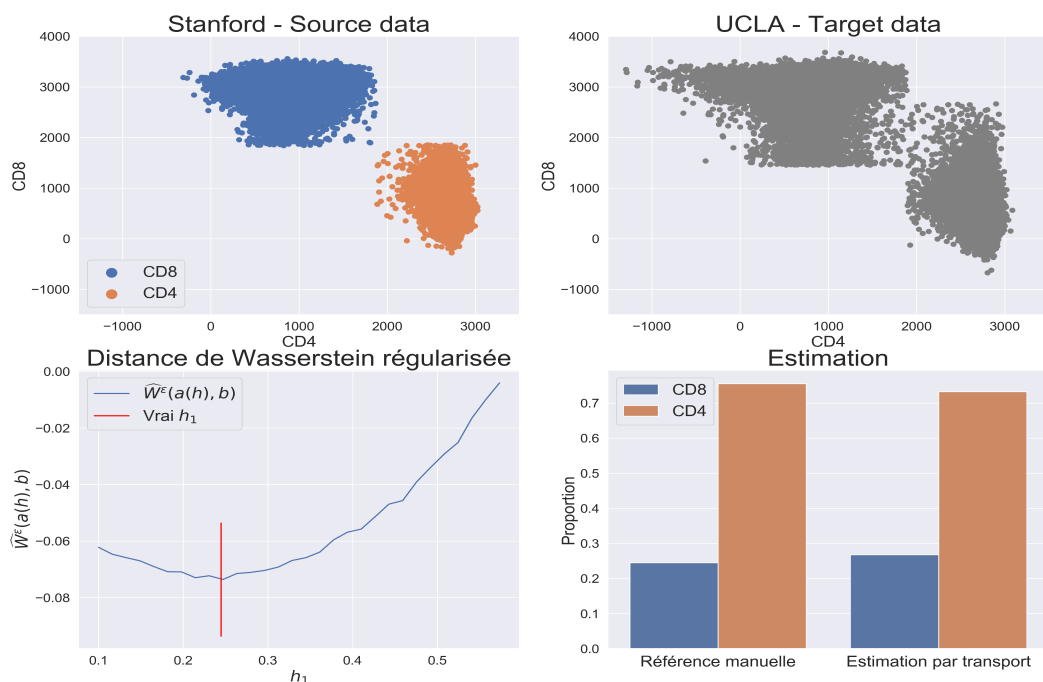 Stanford - Source data
4000
3000
2000
1000
0
−1000
CD8
−1000
0
1000
2000
3000
CD4
CD8
CD4
UCLA - Target data
4000
3000
2000
1000
0
−1000
CD8
−1000
0
1000
2000
3000
CD4
Distance de Wasserstein régularisée
0.00
−0.02
−0.04
−0.06
−0.08
Ŵᵋ(a(h), b)
Ŵᵋ(a(h), b)
Vrai h₁
0.1
0.2
0.3
0.4
0.5
h₁
Estimation
0.7
0.6
0.5
0.4
0.3
0.2
0.1
0.0
Proportion
CD8
CD4
Référence manuelle
Estimation par transport